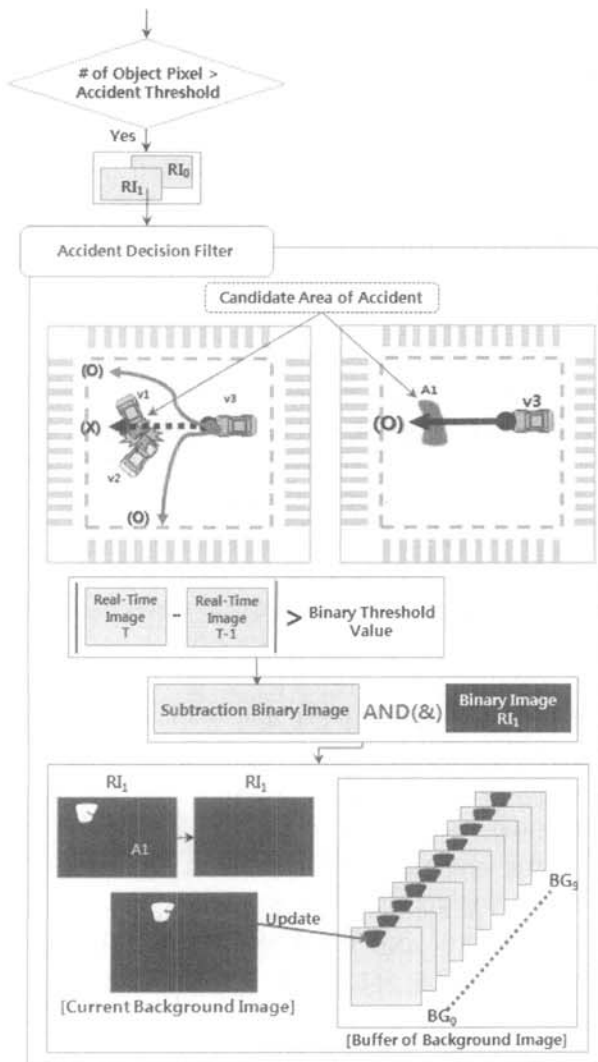 # of Object Pixel >
Accident Threshold
Yes
RI0
RI1
Accident Decision Filter
Candidate Area of Accident
(O)
v1
v3
(X)
v2
(O)
A1
v3
(O)
Real-Time
Image
T
-
Real-Time
Image
T-1
>
Binary Threshold
Value
Subtraction Binary Image
AND(&)
Binary Image
RI1
RI1
RI1
A1
Update
[Current Background Image]
BG9
BG0
[Buffer of Background Image]